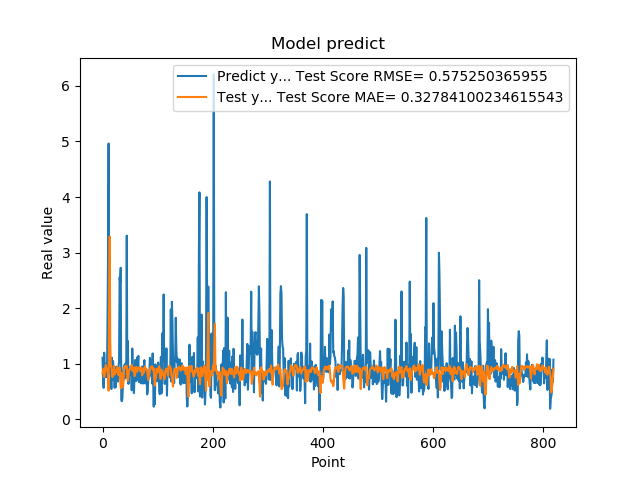 Model predict
Predict y... Test Score RMSE= 0.575250365955
Test y... Test Score MAE= 0.32784100234615543
Real value
6
5
4
3
2
1
0
0 200 400 600 800
Point